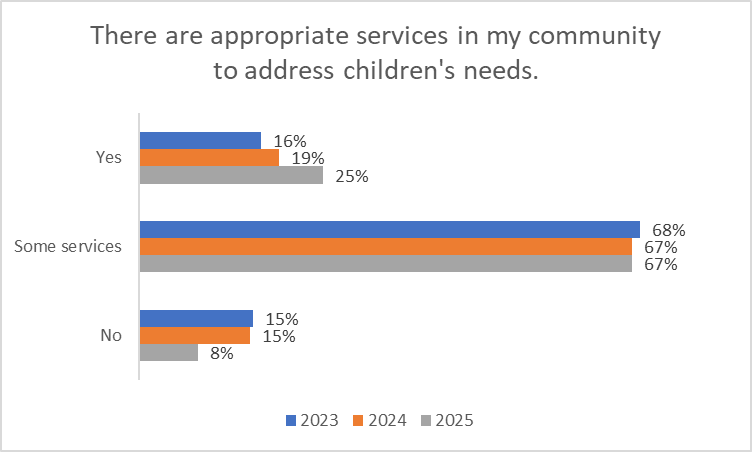 There are appropriate services in my community
to address children's needs.
Yes
16%
19%
25%
Some services
68%
67%
67%
No
15%
15%
8%
2023 2024 2025